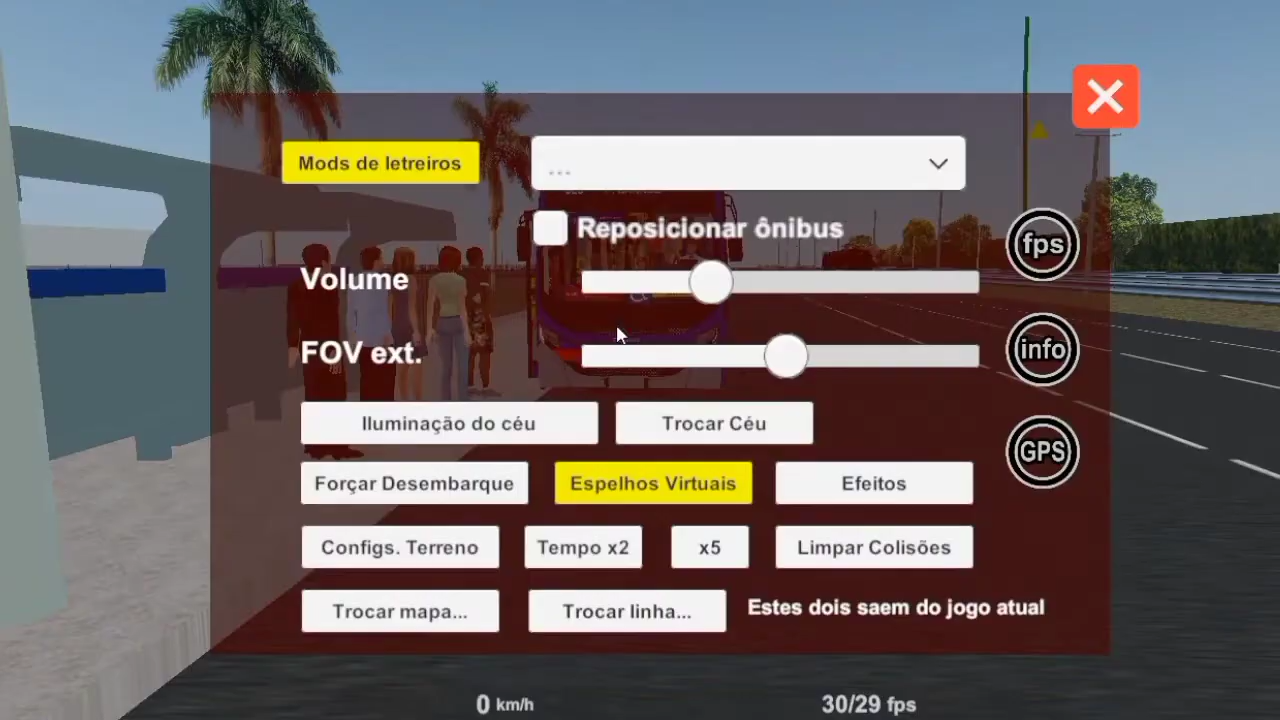 Mods de letreiros
...
Reposicionar ônibus
Volume
FOV ext.
fps
info
GPS
Iluminação do céu
Trocar Céu
Forçar Desembarque
Espelhos Virtuais
Efeitos
Configs. Terreno
Tempo x2
x5
Limpar Colisões
Trocar mapa...
Trocar linha...
Estes dois saem do jogo atual
0 km/h
30/29 fps